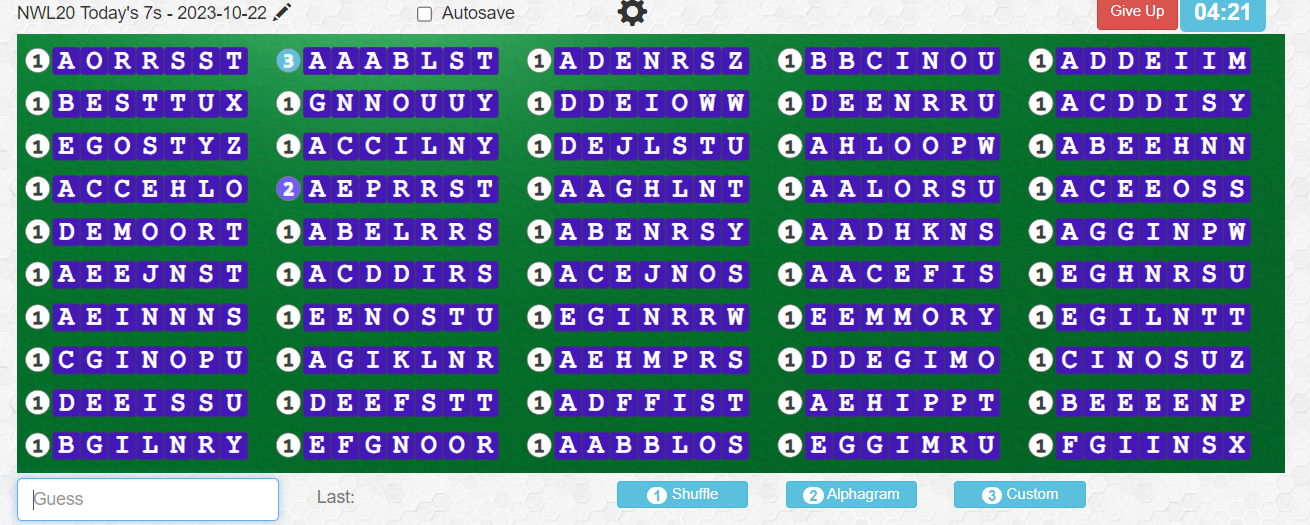 NWL20 Today's 7s - 2023-10-22 Autosave Give Up 04:21
1 AORRSST 3 AAABLST 1 ADENRSZ 1 BBCINOU 1 ADDEIIM
1 BESTTUX 1 GNNOUUY 1 DDEIOWW 1 DEENRRU 1 ACDDISY
1 EGOSTYZ 1 ACCILNY 1 DEJLSTU 1 AHLOOPW 1 ABEEHNN
1 ACCEHLO 2 AEPRRST 1 AAGHLNT 1 AALORSU 1 ACEEOSS
1 DEMOORT 1 ABELRRS 1 ABENRSY 1 AADHKNS 1 AGGINPW
1 AEEJNST 1 ACDDIRS 1 ACEJNOS 1 AACEFIS 1 EGHNRSU
1 AEINNNS 1 EENOSTU 1 EGINRRW 1 EEMMORY 1 EGILNTT
1 CGINOPU 1 AGIKLNR 1 AEHMPRS 1 DDEGIMO 1 CINOSUZ
1 DEEISSU 1 DEEFSTT 1 ADFFIST 1 AEHIPPT 1 BEEEENP
1 BGILNRY 1 EFGNOOR 1 AABBLOS 1 EGGIMRU 1 FGIINSX
Guess Last: 1 Shuffle 2 Alphagram 3 Custom